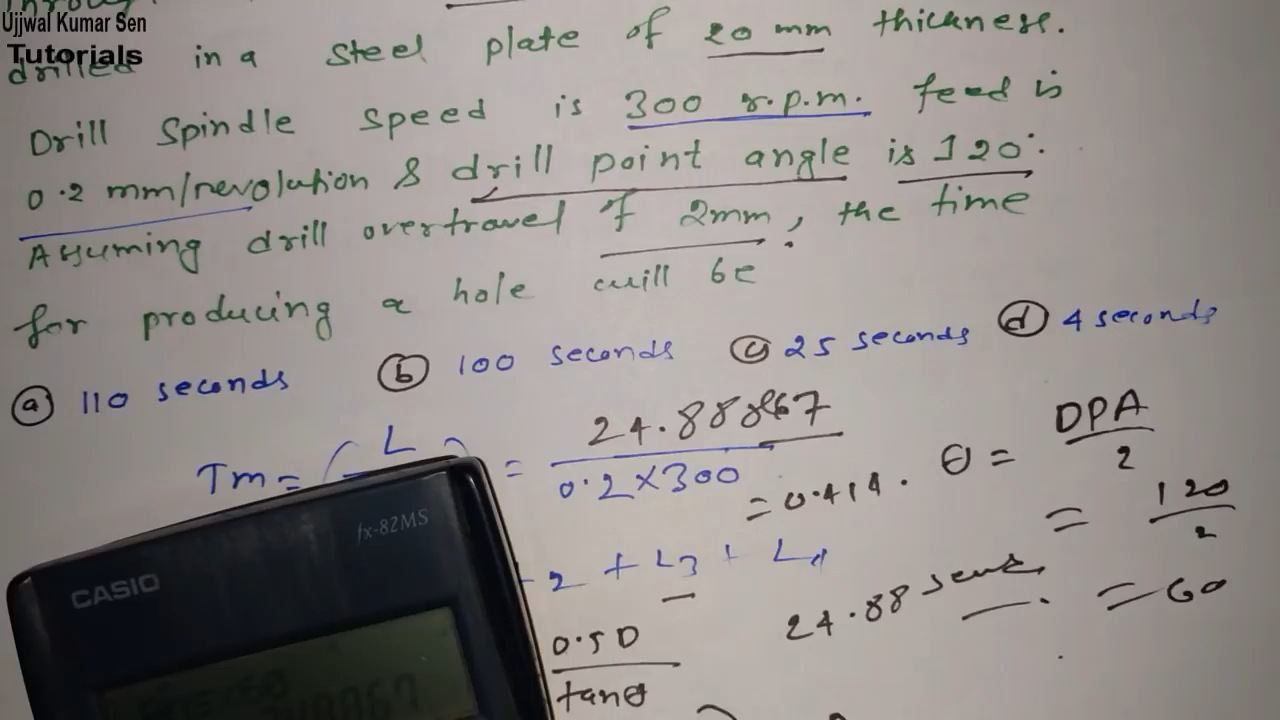 Ujjwal Kumar Sen
Tutorials
drilled in a steel plate of 20 mm thickness.
Drill Spindle speed is 300 r.p.m. feed is
0.2 mm/revolution & drill point angle is 120°.
Assuming drill overtravel of 2mm, the time
for producing a hole will be
(a) 110 seconds (b) 100 seconds (c) 25 seconds (d) 4 seconds
Tm = ( L = 24.88867 / 0.2×300
= 0.414.
θ = DPA / 2
= 120 / 2
= 60
+ L3 + L4
24.88
0.5D / tanθ
CASIO
fx-82MS